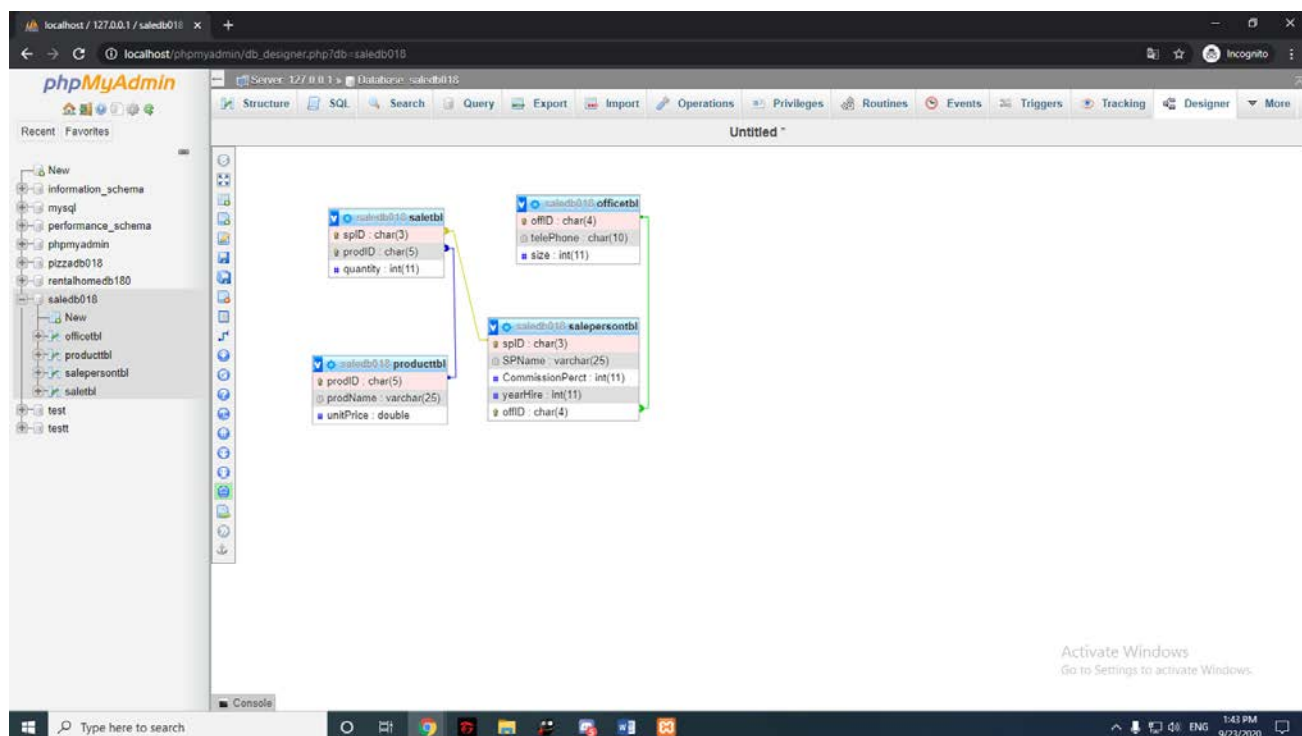 localhost / 127.0.0.1 / saledb018
localhost/phpmyadmin/db_designer.php?db=saledb018
Incognito
phpMyAdmin
Recent Favorites
New
information_schema
mysql
performance_schema
phpmyadmin
pizzadb018
rentalhomedb180
saledb018
New
officetbl
producttbl
salepersontbl
saletbl
test
testt
Server: 127.0.0.1 » Database: saledb018
Structure SQL Search Query Export Import Operations Privileges Routines Events Triggers Tracking Designer More
Untitled *
saledb018 saletbl
spID : char(3)
prodID : char(5)
quantity : int(11)
saledb018 officetbl
offID : char(4)
telePhone : char(10)
size : int(11)
saledb018 producttbl
prodID : char(5)
prodName : varchar(25)
unitPrice : double
saledb018 salepersontbl
spID : char(3)
SPName : varchar(25)
CommissionPerct : int(11)
yearHire : int(11)
offID : char(4)
Activate Windows
Go to Settings to activate Windows.
Console
Type here to search
ENG
1:43 PM
9/23/2020